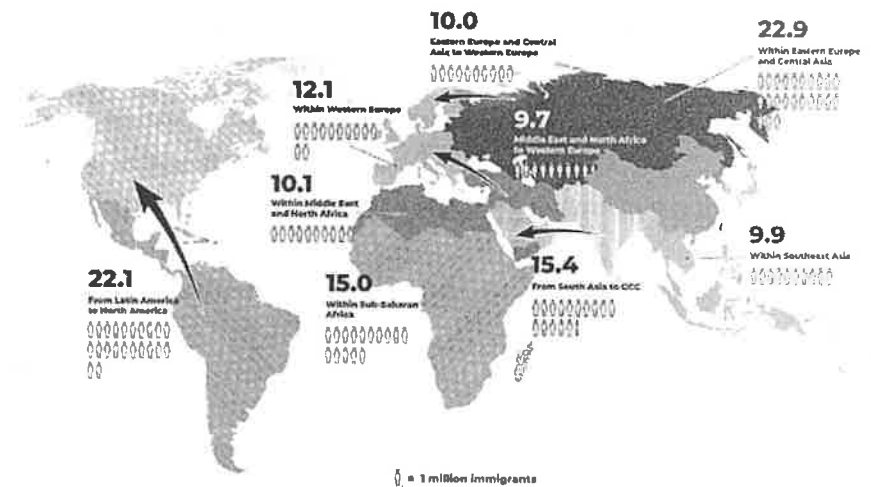 10.0
Eastern Europe and Central
Asia to Western Europe
22.9
Within Eastern Europe
and Central Asia
12.1
Within Western Europe
9.7
Middle East and North Africa
to Western Europe
10.1
Within Middle East
and North Africa
9.9
Within Southeast Asia
22.1
From Latin America
to North America
15.0
Within Sub-Saharan
Africa
15.4
From South Asia to GCC
= 1 million immigrants